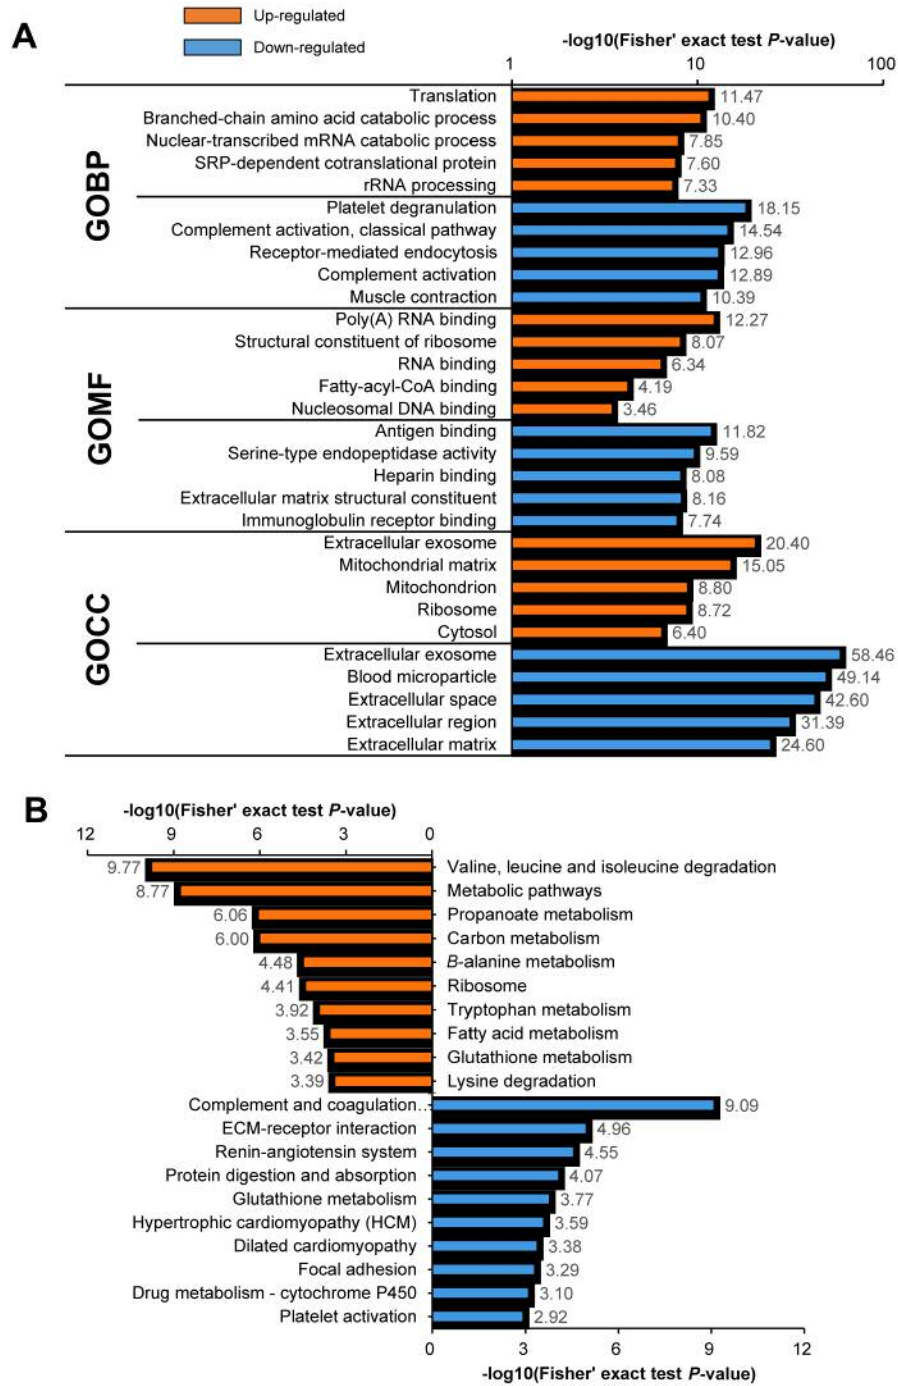 A
Up-regulated
Down-regulated
-log10(Fisher' exact test P-value)
1 10 100
GOBP
Translation 11.47
Branched-chain amino acid catabolic process 10.40
Nuclear-transcribed mRNA catabolic process 7.85
SRP-dependent cotranslational protein 7.60
rRNA processing 7.33
Platelet degranulation 18.15
Complement activation, classical pathway 14.54
Receptor-mediated endocytosis 12.96
Complement activation 12.89
Muscle contraction 10.39
GOMF
Poly(A) RNA binding 12.27
Structural constituent of ribosome 8.07
RNA binding 6.34
Fatty-acyl-CoA binding 4.19
Nucleosomal DNA binding 3.46
Antigen binding 11.82
Serine-type endopeptidase activity 9.59
Heparin binding 8.08
Extracellular matrix structural constituent 8.16
Immunoglobulin receptor binding 7.74
GOCC
Extracellular exosome 20.40
Mitochondrial matrix 15.05
Mitochondrion 8.80
Ribosome 8.72
Cytosol 6.40
Extracellular exosome 58.46
Blood microparticle 49.14
Extracellular space 42.60
Extracellular region 31.39
Extracellular matrix 24.60
B
-log10(Fisher' exact test P-value)
12 9 6 3 0
9.77 Valine, leucine and isoleucine degradation
8.77 Metabolic pathways
6.06 Propanoate metabolism
6.00 Carbon metabolism
4.48 B-alanine metabolism
4.41 Ribosome
3.92 Tryptophan metabolism
3.55 Fatty acid metabolism
3.42 Glutathione metabolism
3.39 Lysine degradation
Complement and coagulation... 9.09
ECM-receptor interaction 4.96
Renin-angiotensin system 4.55
Protein digestion and absorption 4.07
Glutathione metabolism 3.77
Hypertrophic cardiomyopathy (HCM) 3.59
Dilated cardiomyopathy 3.38
Focal adhesion 3.29
Drug metabolism - cytochrome P450 3.10
Platelet activation 2.92
0 3 6 9 12
-log10(Fisher' exact test P-value)